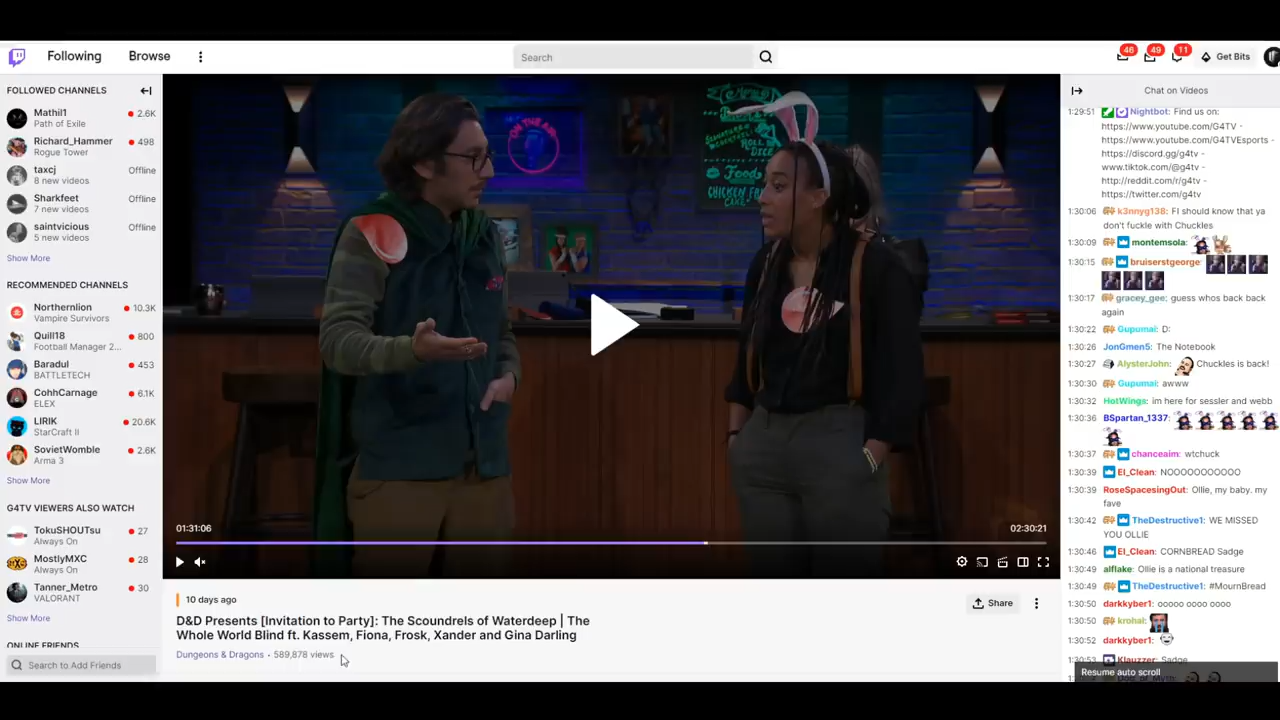 Following
Browse
Search
46
49
11
Get Bits
FOLLOWED CHANNELS
Mathil1
2.6K
Path of Exile
Richard_Hammer
498
Rogue Tower
taxcj
Offline
8 new videos
Sharkfeet
Offline
7 new videos
saintvicious
Offline
5 new videos
Show More
RECOMMENDED CHANNELS
Northernlion
10.3K
Vampire Survivors
Quill18
800
Football Manager 2...
Baradul
453
BATTLETECH
CohhCarnage
6.1K
ELEX
LIRIK
20.6K
StarCraft II
SovietWomble
2.6K
Arma 3
Show More
G4TV VIEWERS ALSO WATCH
TokuSHOUTsu
27
Always On
MostlyMXC
28
Always On
Tanner_Metro
30
VALORANT
Show More
ONLINE FRIENDS
Search to Add Friends
ON THE
ROLL
DICE
Food
CHICKEN
CAKE
01:31:06
02:30:21
10 days ago
Share
D&D Presents [Invitation to Party]: The Scoundrels of Waterdeep | The
Whole World Blind ft. Kassem, Fiona, Frosk, Xander and Gina Darling
Dungeons & Dragons • 589,878 views
Chat on Videos
1:29:51 Nightbot: Find us on:
https://www.youtube.com/G4TV -
https://www.youtube.com/G4TVEsports -
https://discord.gg/g4tv -
www.tiktok.com/@g4tv -
http://reddit.com/r/g4tv -
https://twitter.com/g4tv
1:30:06 k3nnyg138: FI should know that ya
don't fuckle with Chuckles
1:30:09 montemsola:
1:30:15 bruiserstgeorge:
1:30:17 gracey_gee: guess whos back back
again
1:30:22 Gupumai: D:
1:30:26 JonGmen5: The Notebook
1:30:27 AlysterJohn: Chuckles is back!
1:30:30 Gupumai: awww
1:30:32 HotWings: im here for sessler and webb
1:30:36 BSpartan_1337:
1:30:37 chanceaim: wtchuck
1:30:39 El_Clean: NOOOOOOOOOOO
1:30:39 RoseSpacesingOut: Ollie, my baby. my
fave
1:30:42 TheDestructive1: WE MISSED
YOU OLLIE
1:30:46 El_Clean: CORNBREAD Sadge
1:30:49 alflake: Ollie is a national treasure
1:30:49 TheDestructive1: #MournBread
1:30:50 darkkyber1: ooooo oooo oooo
1:30:50 krohal:
1:30:52 darkkyber1:
1:30:53 Klauzzer: Sadge
Resume auto scroll